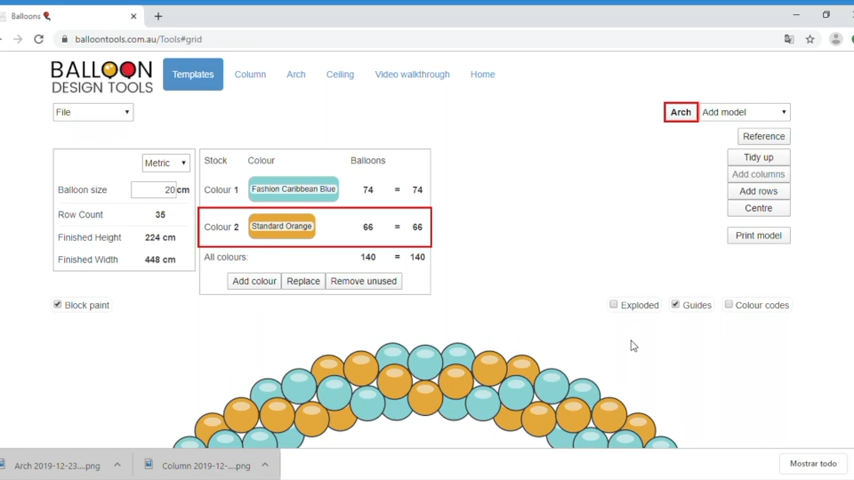 Balloons
balloontools.com.au/Tools#grid
BALLOON
DESIGN TOOLS
Templates
Column
Arch
Ceiling
Video walkthrough
Home
File
Arch
Add model
Reference
Tidy up
Add columns
Add rows
Centre
Print model
Metric
Balloon size 20cm
Row Count 35
Finished Height 224 cm
Finished Width 448 cm
Stock Colour Balloons
Colour 1 Fashion Caribbean Blue 74 = 74
Colour 2 Standard Orange 66 = 66
All colours: 140 = 140
Add colour Replace Remove unused
Block paint
Exploded
Guides
Colour codes
Arch 2019-12-23....png
Column 2019-12-....png
Mostrar todo